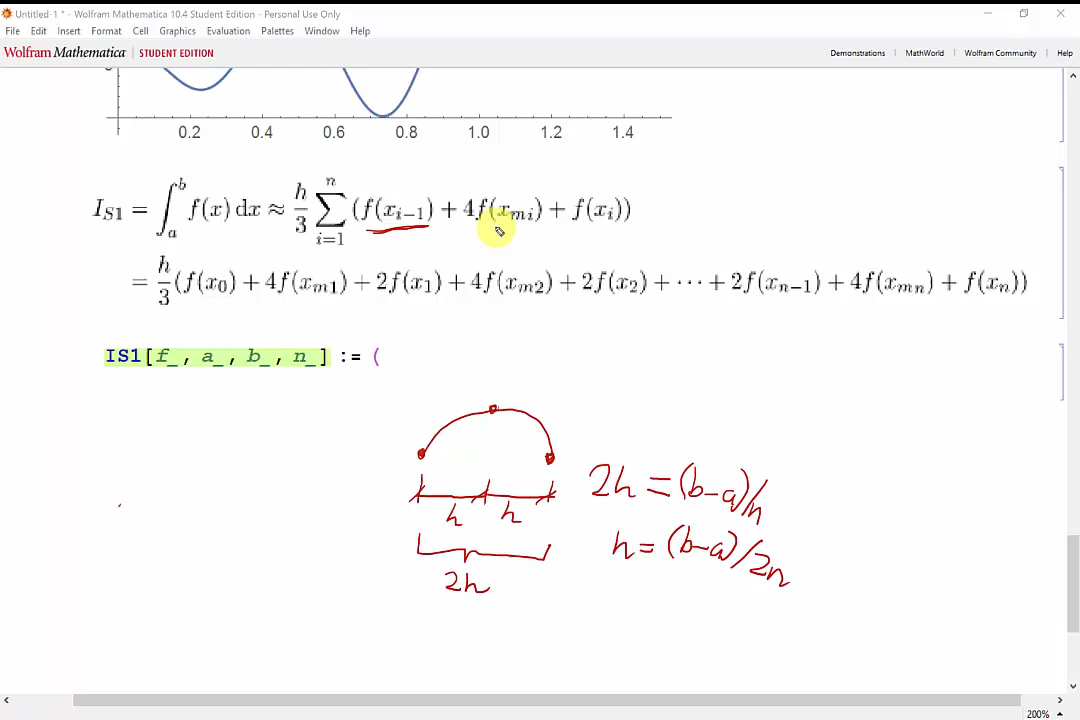 Untitled-1 * - Wolfram Mathematica 10.4 Student Edition - Personal Use Only
File Edit Insert Format Cell Graphics Evaluation Palettes Window Help
Wolfram Mathematica | STUDENT EDITION Demonstrations | MathWorld | Wolfram Community | Help
0.2 0.4 0.6 0.8 1.0 1.2 1.4
I_{S1} = ∫_a^b f(x) dx ≈ h/3 ∑_{i=1}^n (f(x_{i−1}) + 4f(x_{mi}) + f(x_i))
= h/3 (f(x_0) + 4f(x_{m1}) + 2f(x_1) + 4f(x_{m2}) + 2f(x_2) + ⋯ + 2f(x_{n−1}) + 4f(x_{mn}) + f(x_n))
IS1[f_, a_, b_, n_] := (
h h
2h
2h = (b-a)/n
h = (b-a)/2n
200%